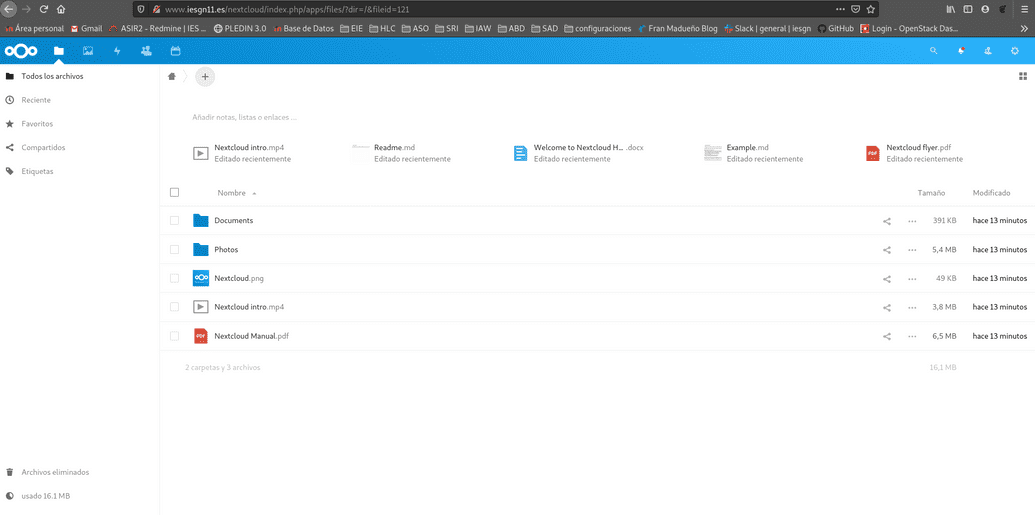 www.iesgn11.es/nextcloud/index.php/apps/files/?dir=/&fileid=121
Área personal Gmail ASIR2 - Redmine | IES ... PLEDIN 3.0 Base de Datos EIE HLC ASO SRI IAW ABD SAD configuraciones Fran Madueño Blog Slack | general | iesgn GitHub Login - OpenStack Das...
Todos los archivos
Reciente
Favoritos
Compartidos
Etiquetas
Añadir notas, listas o enlaces ...
Nextcloud intro.mp4 Readme.md Welcome to Nextcloud H... .docx Example.md Nextcloud flyer.pdf
Editado recientemente Editado recientemente Editado recientemente Editado recientemente Editado recientemente
Nombre Tamaño Modificado
Documents 391 KB hace 13 minutos
Photos 5,4 MB hace 13 minutos
Nextcloud.png 49 KB hace 13 minutos
Nextcloud intro.mp4 3,8 MB hace 13 minutos
PDF Nextcloud Manual.pdf 6,5 MB hace 13 minutos
2 carpetas y 3 archivos 16,1 MB
Archivos eliminados
usado 16.1 MB